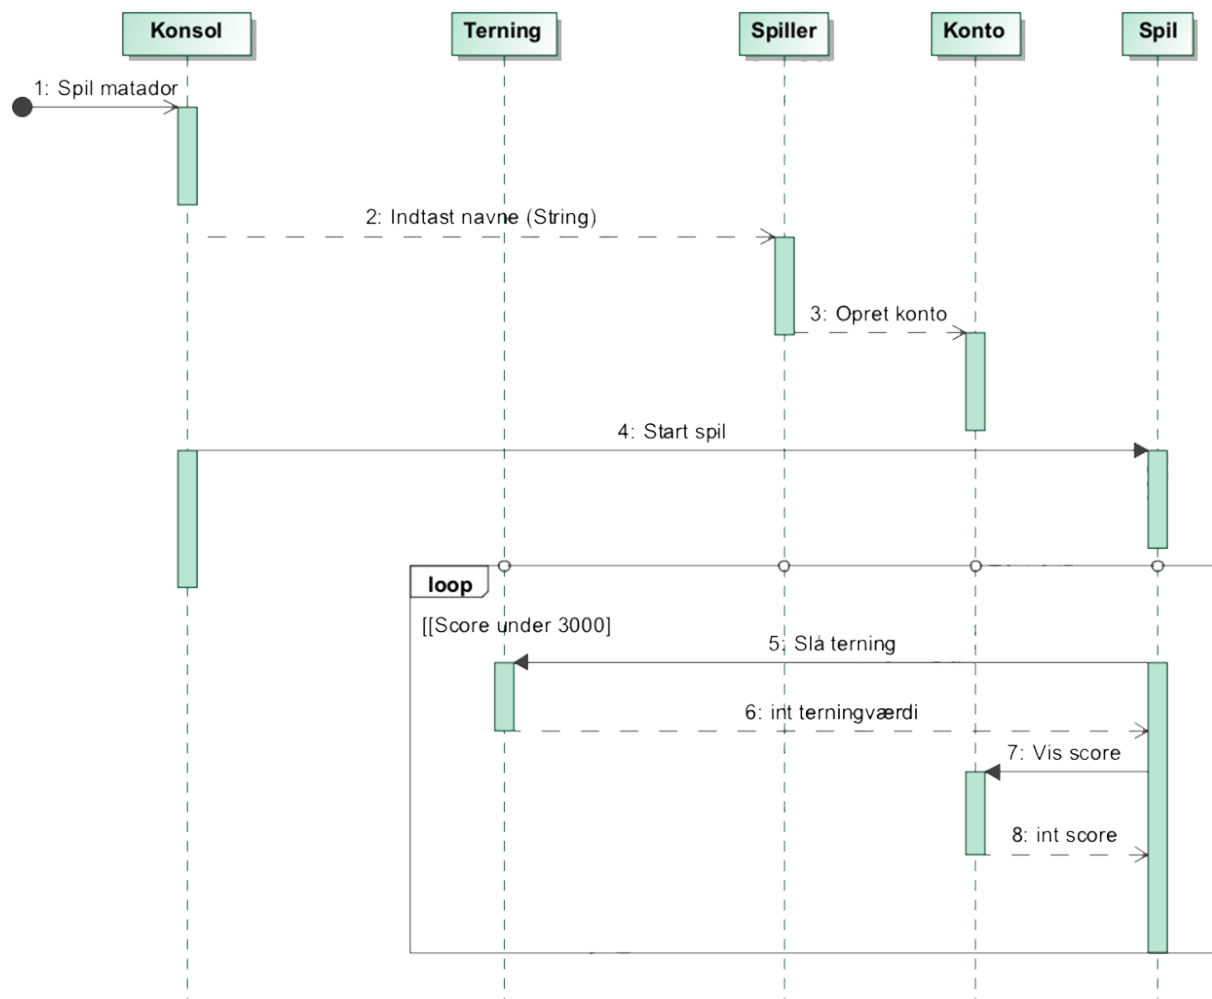 Konsol
Terning
Spiller
Konto
Spil
1: Spil matador
2: Indtast navne (String)
3: Opret konto
4: Start spil
loop
[[Score under 3000]
5: Slå terning
6: int terningværdi
7: Vis score
8: int score